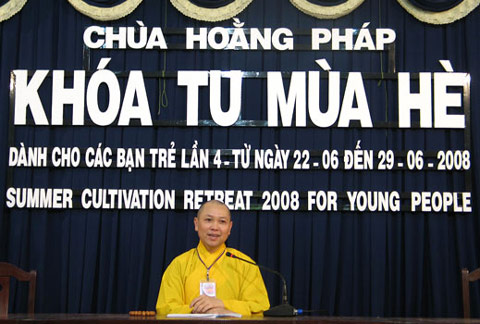 CHÙA HOẰNG PHÁP
KHÓA TU MÙA HÈ
DÀNH CHO CÁC BẠN TRẺ LẦN 4 - TỪ NGÀY 22 - 06 ĐẾN 29 - 06 - 2008
SUMMER CULTIVATION RETREAT 2008 FOR YOUNG PEOPLE